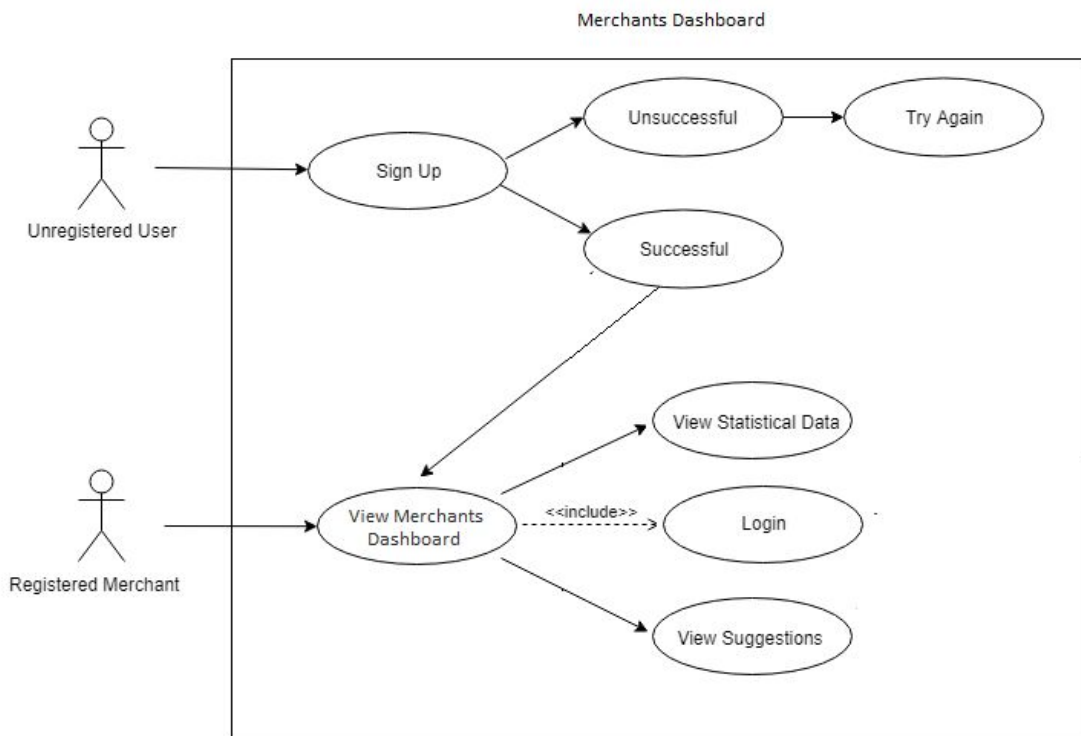 Merchants Dashboard
Unsuccessful
Try Again
Sign Up
Unregistered User
Successful
View Statistical Data
View Merchants
Dashboard
<<include>>
Login
Registered Merchant
View Suggestions